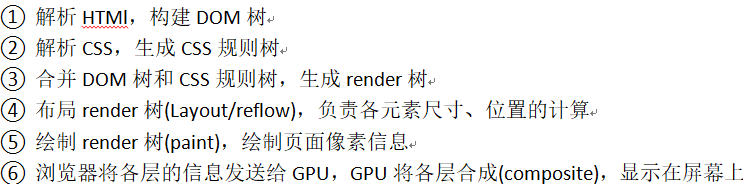 ① 解析 HTMl，构建 DOM 树
② 解析 CSS，生成 CSS 规则树
③ 合并 DOM 树和 CSS 规则树，生成 render 树
④ 布局 render 树(Layout/reflow)，负责各元素尺寸、位置的计算
⑤ 绘制 render 树(paint)，绘制页面像素信息
⑥ 浏览器将各层的信息发送给 GPU，GPU 将各层合成(composite)，显示在屏幕上